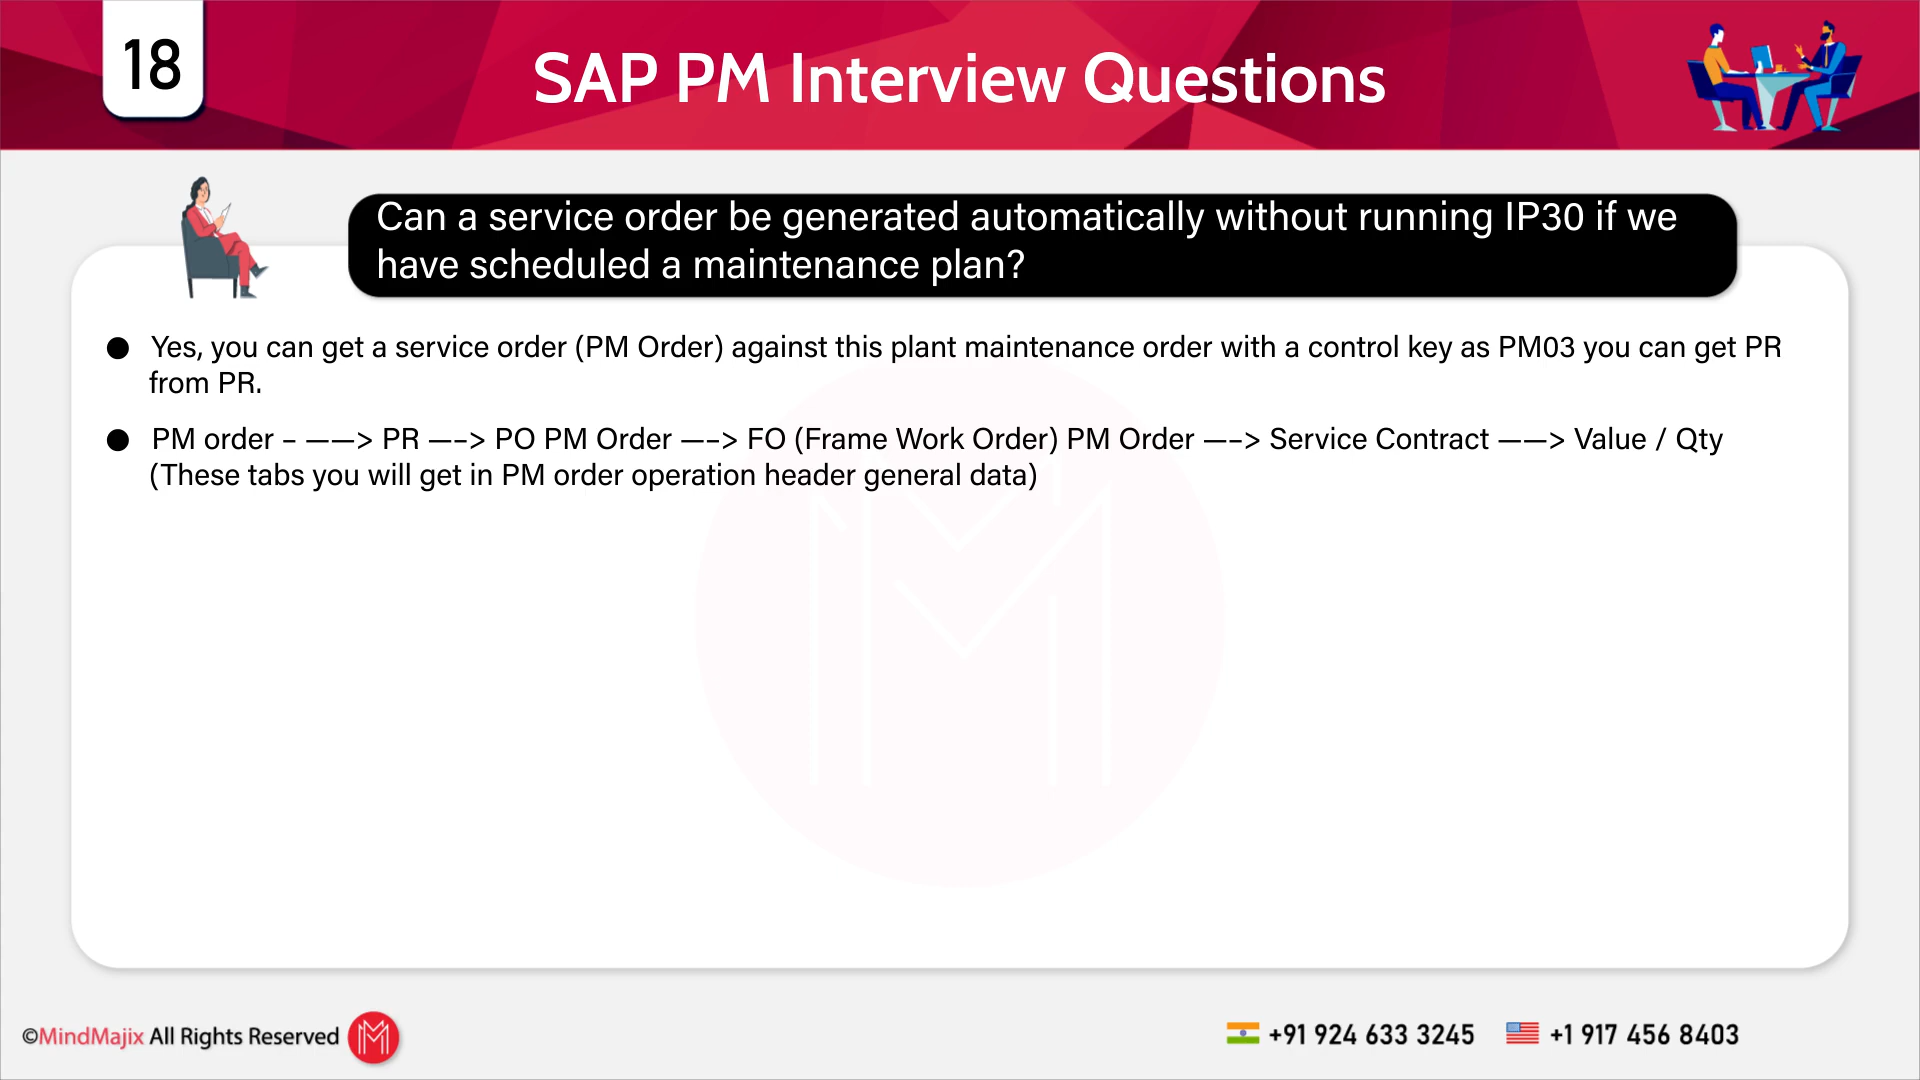 18
SAP PM Interview Questions
Can a service order be generated automatically without running IP30 if we
have scheduled a maintenance plan?
● Yes, you can get a service order (PM Order) against this plant maintenance order with a control key as PM03 you can get PR
from PR.
● PM order – ——> PR —–> PO PM Order —–> FO (Frame Work Order) PM Order —–> Service Contract ——> Value / Qty
(These tabs you will get in PM order operation header general data)
©MindMajix All Rights Reserved
+91 924 633 3245 +1 917 456 8403